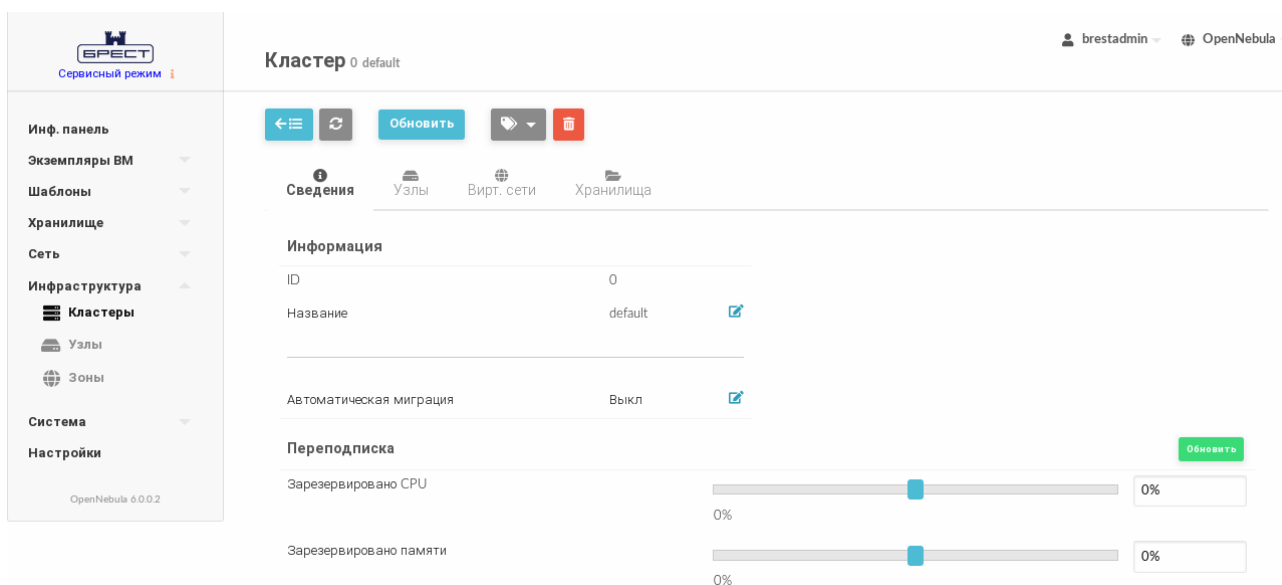 БРЕСТ
Сервисный режим
brestadmin
OpenNebula
Кластер 0 default
Обновить
Инф. панель
Экземпляры ВМ
Шаблоны
Хранилище
Сеть
Инфраструктура
Кластеры
Узлы
Зоны
Система
Настройки
OpenNebula 6.0.0.2
Сведения Узлы Вирт. сети Хранилища
Информация
ID 0
Название default
Автоматическая миграция Выкл
Переподписка Обновить
Зарезервировано CPU 0%
0%
Зарезервировано памяти 0%
0%